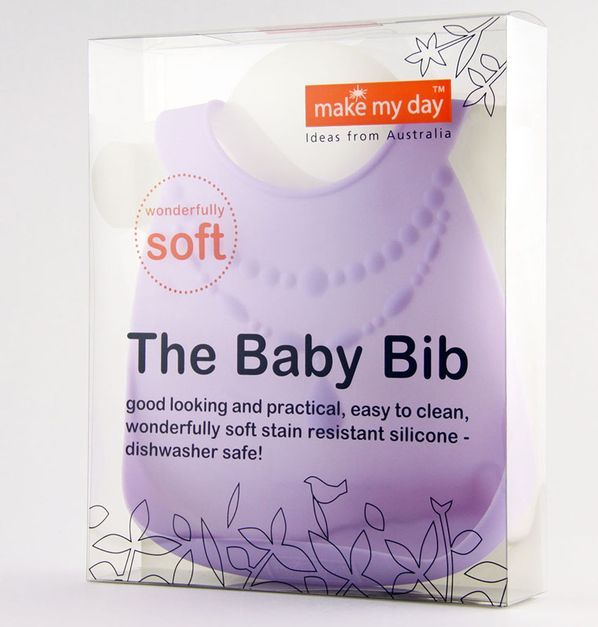 make my day™
Ideas from Australia
wonderfully
soft
The Baby Bib
good looking and practical, easy to clean,
wonderfully soft stain resistant silicone -
dishwasher safe!